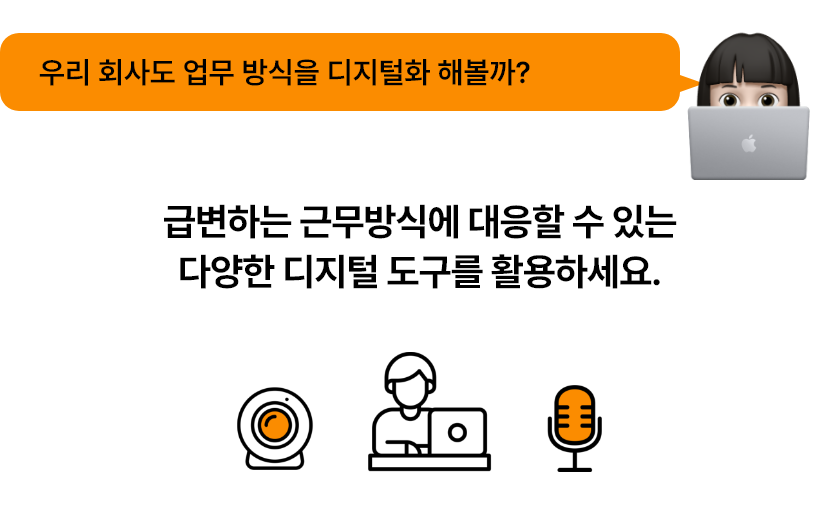 우리 회사도 업무 방식을 디지털화 해볼까?
급변하는 근무방식에 대응할 수 있는
다양한 디지털 도구를 활용하세요.